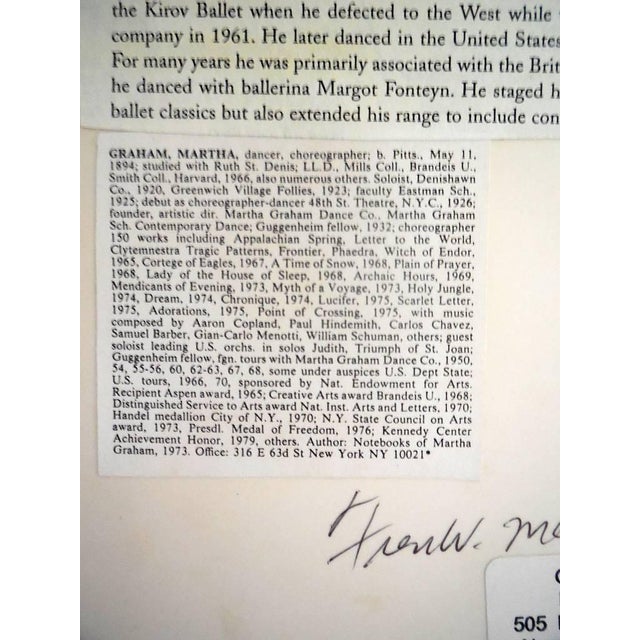 the Kirov Ballet when he defected to the West while
company in 1961. He later danced in the United States
For many years he was primarily associated with the Brit
he danced with ballerina Margot Fonteyn. He staged h
ballet classics but also extended his range to include con
GRAHAM, MARTHA, dancer, choreographer; b. Pitts., May 11,
1894; studied with Ruth St. Denis; LL.D., Mills Coll., Brandeis U.,
Smith Coll., Harvard, 1966, also numerous others. Soloist, Denishawn
Co., 1920, Greenwich Village Follies, 1923; faculty Eastman Sch.,
1925; debut as choreographer-dancer 48th St. Theatre, N.Y.C., 1926;
founder, artistic dir. Martha Graham Dance Co., Martha Graham
Sch. Contemporary Dance; Guggenheim fellow, 1932; choreographer
150 works including Appalachian Spring, Letter to the World,
Clytemnestra Tragic Patterns, Frontier, Phaedra, Witch of Endor,
1965, Cortege of Eagles, 1967, A Time of Snow, 1968, Plain of Prayer,
1968, Lady of the House of Sleep, 1968, Archaic Hours, 1969,
Mendicants of Evening, 1973, Myth of a Voyage, 1973, Holy Jungle,
1974, Dream, 1974, Chronique, 1974, Lucifer, 1975, Scarlet Letter,
1975, Adorations, 1975, Point of Crossing, 1975, with music
composed by Aaron Copland, Paul Hindemith, Carlos Chavez,
Samuel Barber, Gian-Carlo Menotti, William Schuman, others; guest
soloist leading U.S. orchs. in solos Judith, Triumph of St. Joan;
Guggenheim fellow, fgn. tours with Martha Graham Dance Co., 1950,
54, 55-56, 60, 62-63, 67, 68, some under auspices U.S. Dept State;
U.S. tours, 1966, 70, sponsored by Nat. Endowment for Arts.
Recipient Aspen award, 1965; Creative Arts award Brandeis U., 1968;
Distinguished Service to Arts award Nat. Inst. Arts and Letters, 1970;
Handel medallion City of N.Y., 1970; N.Y. State Council on Arts
award, 1973, Presdl. Medal of Freedom, 1976; Kennedy Center
Achievement Honor, 1979, others. Author: Notebooks of Martha
Graham, 1973. Office: 316 E 63d St New York NY 10021*
505